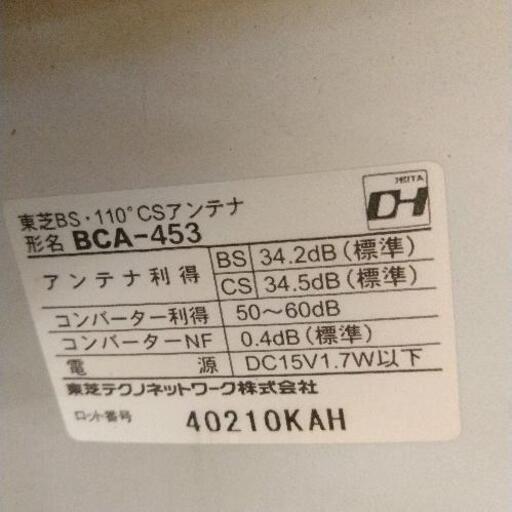 JEITA
DH
東芝BS・110°CSアンテナ
形名 BCA-453
アンテナ利得 BS 34.2dB(標準)
CS 34.5dB(標準)
コンバーター利得 50〜60dB
コンバーターNF 0.4dB(標準)
電源 DC15V1.7W以下
東芝テクノネットワーク株式会社
ロット番号 40210KAH